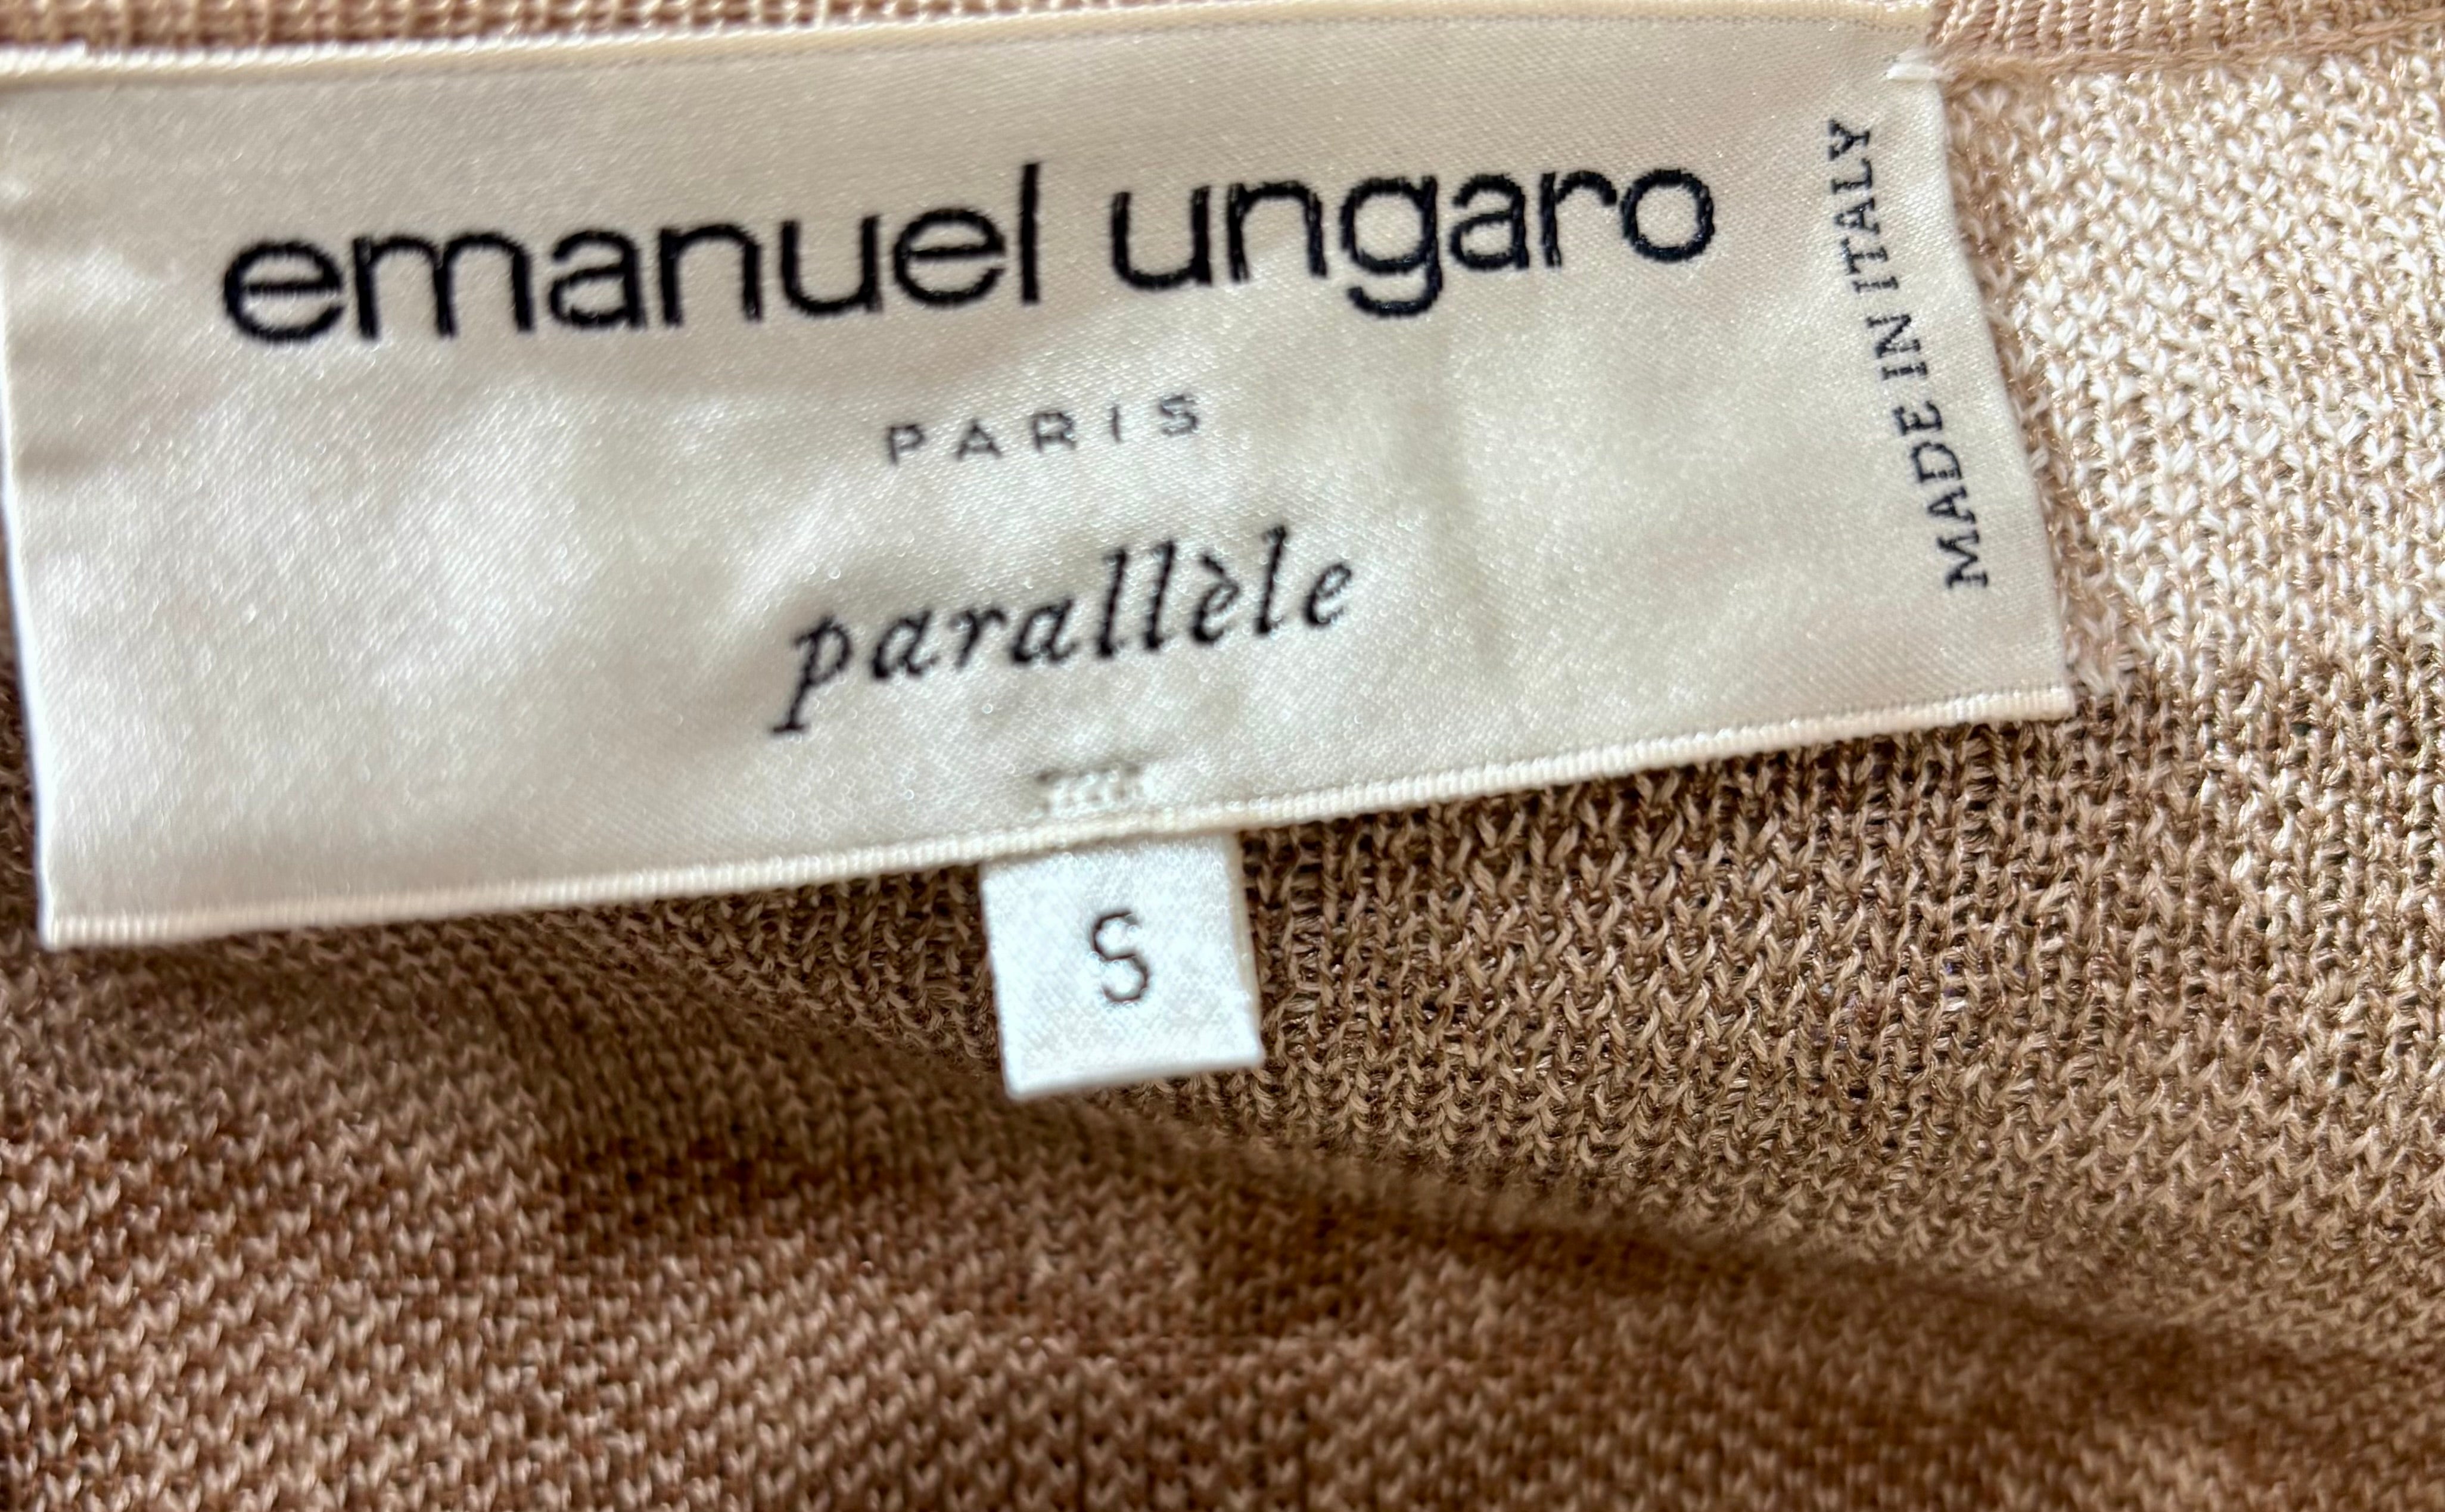 emanuel ungaro
PARIS
parallèle
MADE IN ITALY
S